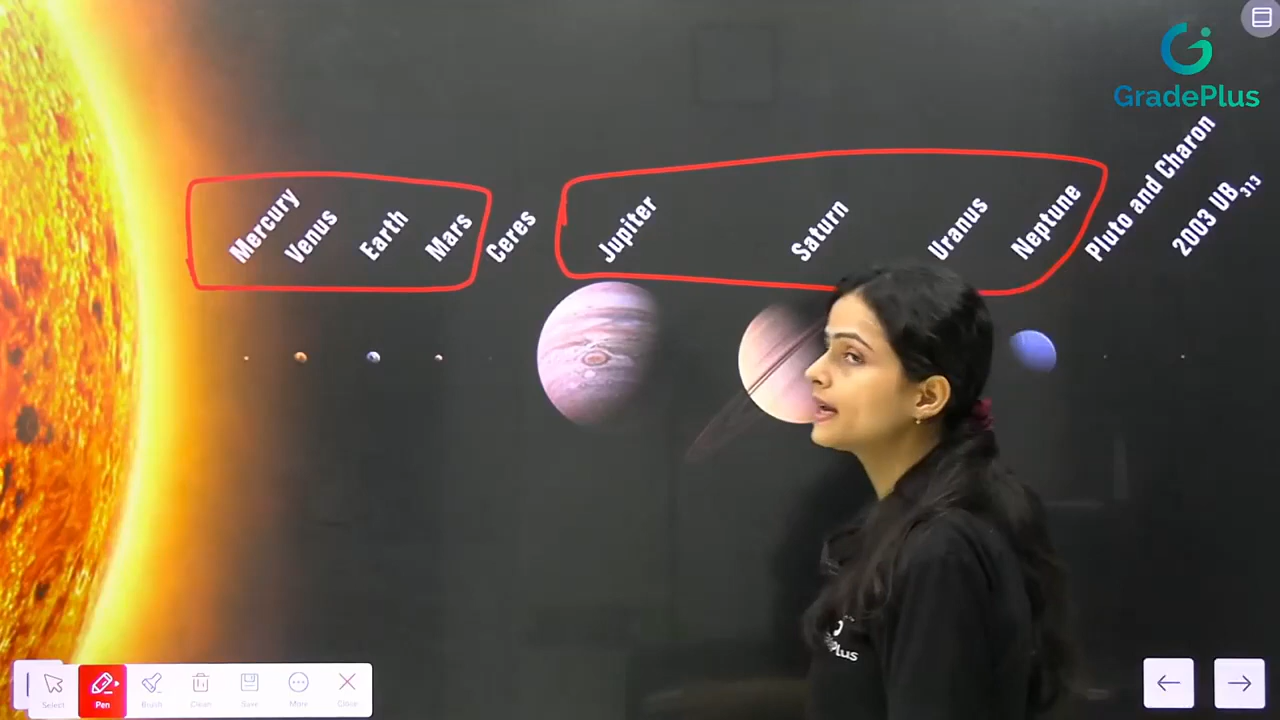 GradePlus
Mercury
Venus
Earth
Mars
Ceres
Jupiter
Saturn
Uranus
Neptune
Pluto and Charon
2003 UB313
Select
Pen
Brush
Clean
Save
More
Close